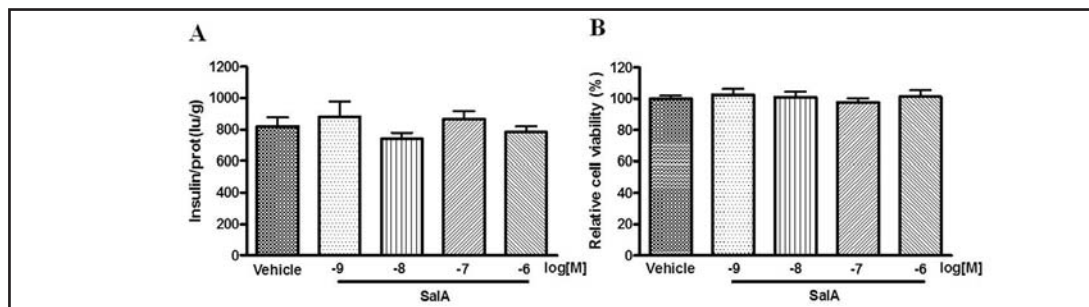 A
Insulin/prot(Iu/g)
1200
1000
800
600
400
200
0
Vehicle -9 -8 -7 -6 log[M]
SalA
B
Relative cell viability (%)
120
100
80
60
40
20
0
Vehicle -9 -8 -7 -6 log[M]
SalA